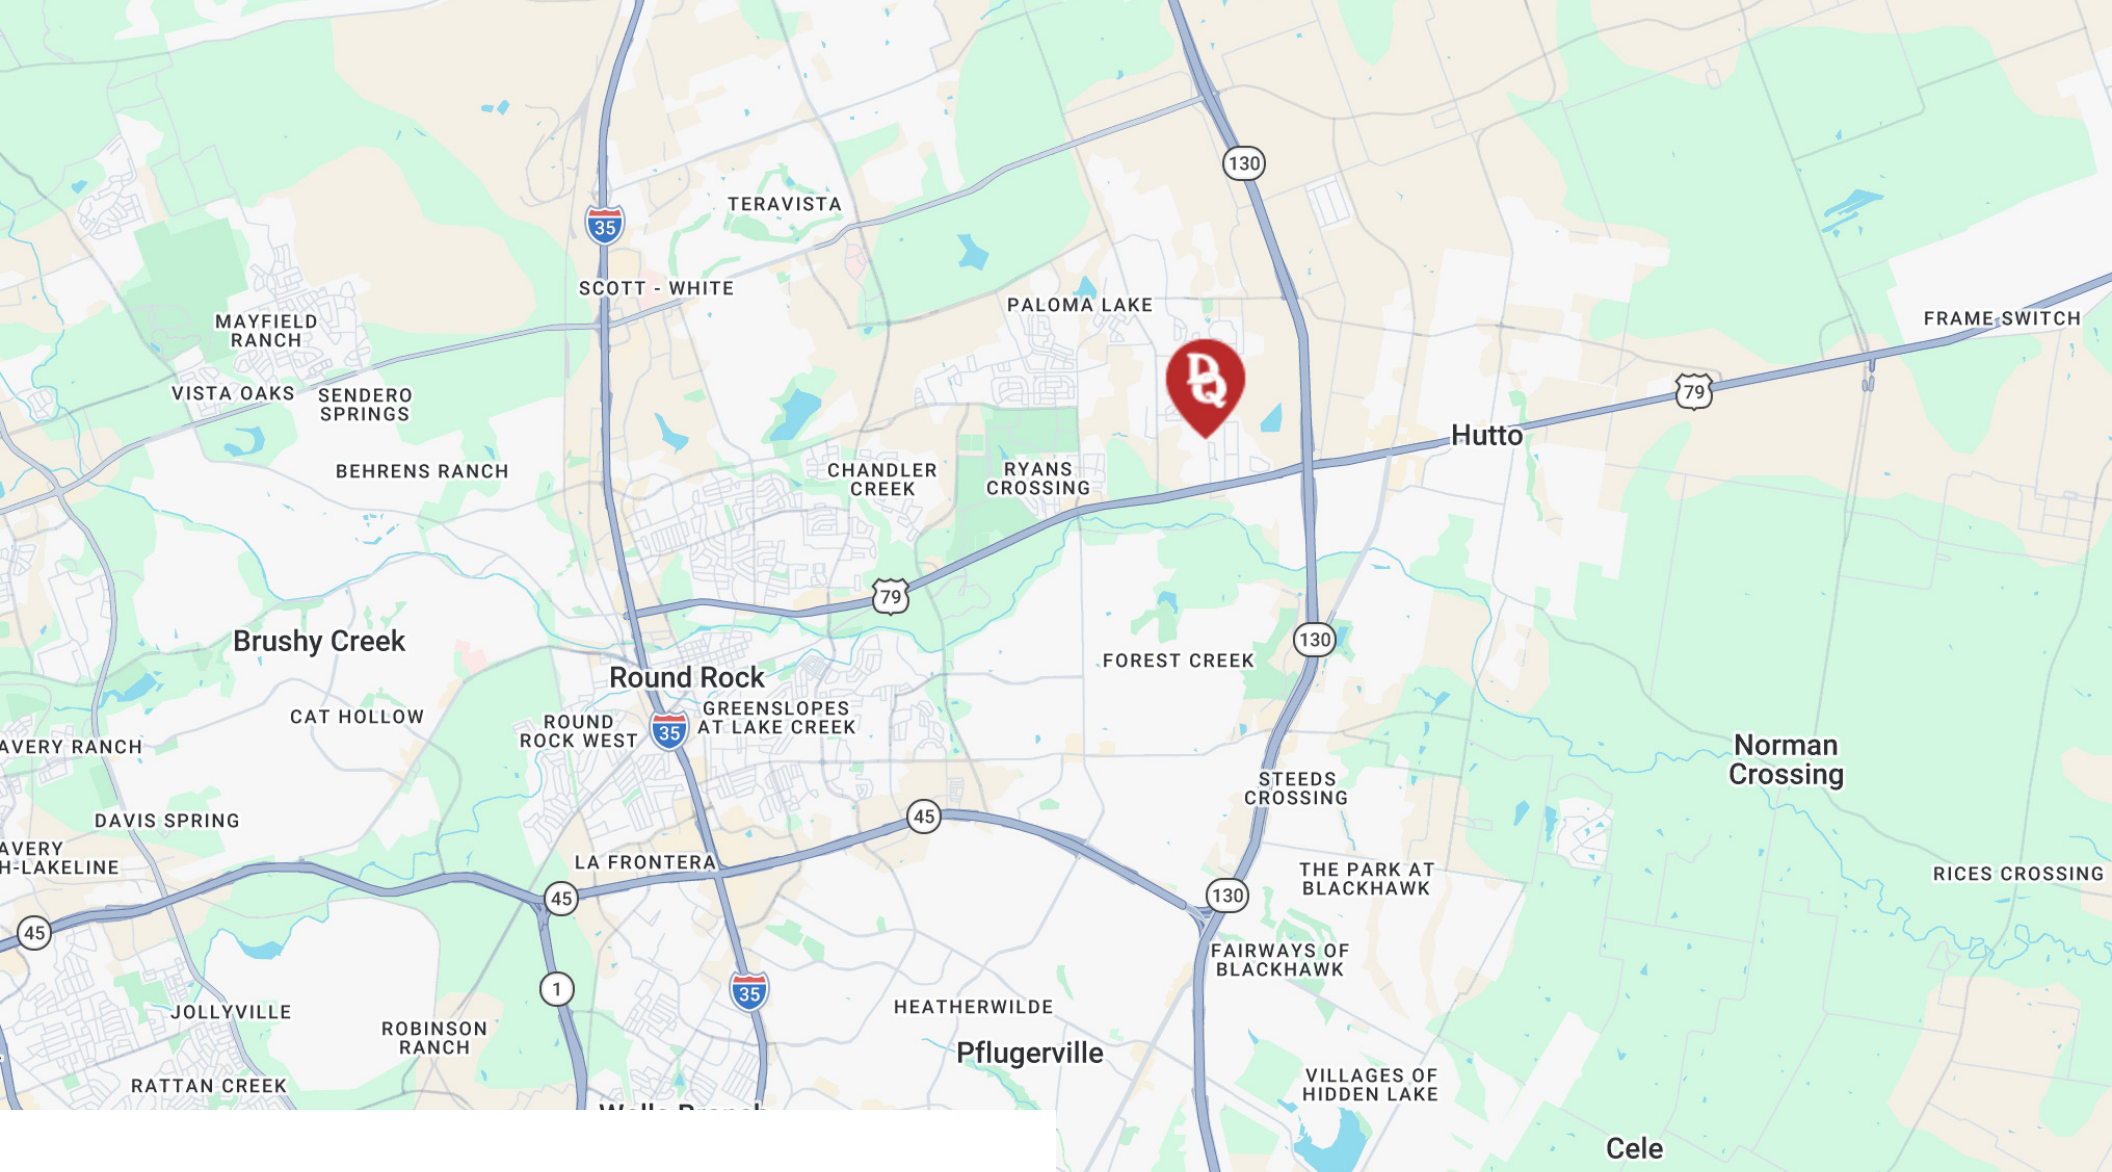 130
TERAVISTA
35
SCOTT - WHITE
PALOMA LAKE
MAYFIELD
RANCH
FRAME SWITCH
VISTA OAKS
SENDERO
SPRINGS
DQ
79
Hutto
BEHRENS RANCH
CHANDLER
CREEK
RYANS
CROSSING
79
Brushy Creek
130
FOREST CREEK
Round Rock
CAT HOLLOW
ROUND
ROCK WEST
35
GREENSLOPES
AT LAKE CREEK
AVERY RANCH
Norman
Crossing
STEEDS
CROSSING
DAVIS SPRING
45
AVERY
H-LAKELINE
LA FRONTERA
THE PARK AT
BLACKHAWK
RICES CROSSING
45
130
45
FAIRWAYS OF
BLACKHAWK
1
35
JOLLYVILLE
HEATHERWILDE
ROBINSON
RANCH
Pflugerville
RATTAN CREEK
VILLAGES OF
HIDDEN LAKE
Cele